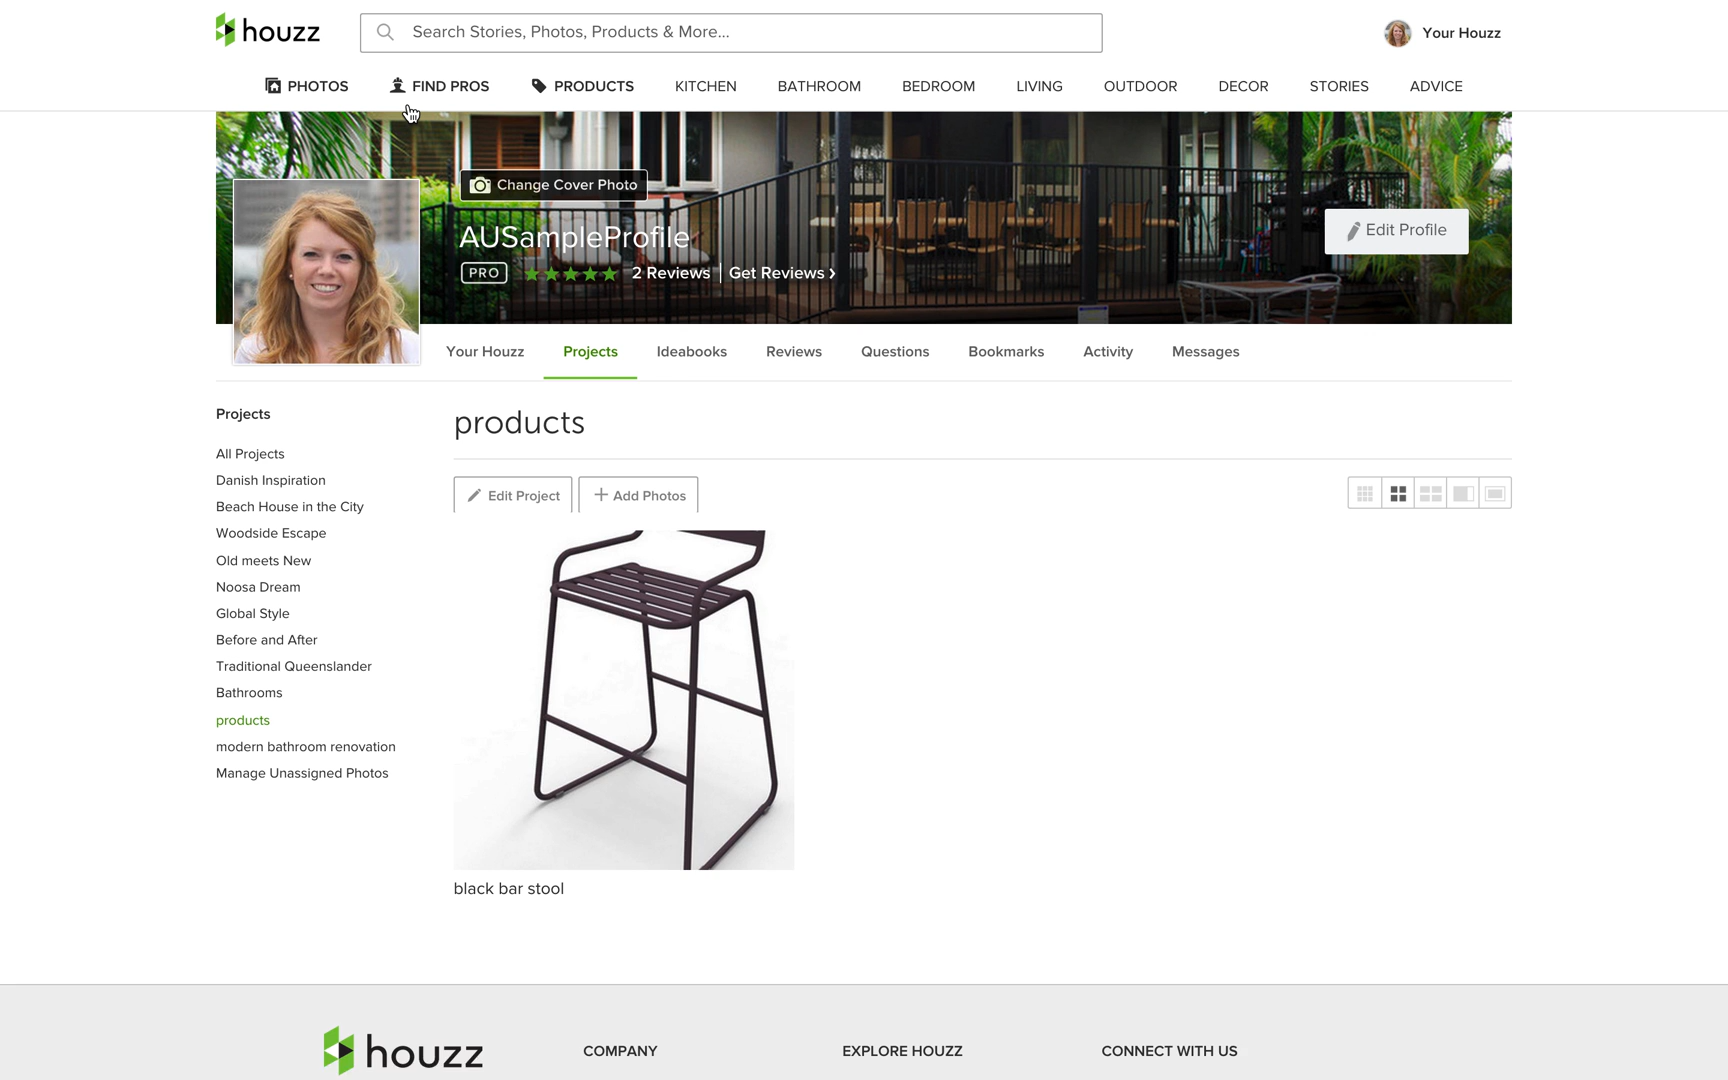 houzz
Search Stories, Photos, Products & More...
Your Houzz
PHOTOS FIND PROS PRODUCTS KITCHEN BATHROOM BEDROOM LIVING OUTDOOR DECOR STORIES ADVICE
Change Cover Photo
AUSampleProfile
PRO 2 Reviews | Get Reviews ›
Edit Profile
Your Houzz Projects Ideabooks Reviews Questions Bookmarks Activity Messages
Projects
All Projects
Danish Inspiration
Beach House in the City
Woodside Escape
Old meets New
Noosa Dream
Global Style
Before and After
Traditional Queenslander
Bathrooms
products
modern bathroom renovation
Manage Unassigned Photos
products
Edit Project + Add Photos
black bar stool
houzz
COMPANY EXPLORE HOUZZ CONNECT WITH US